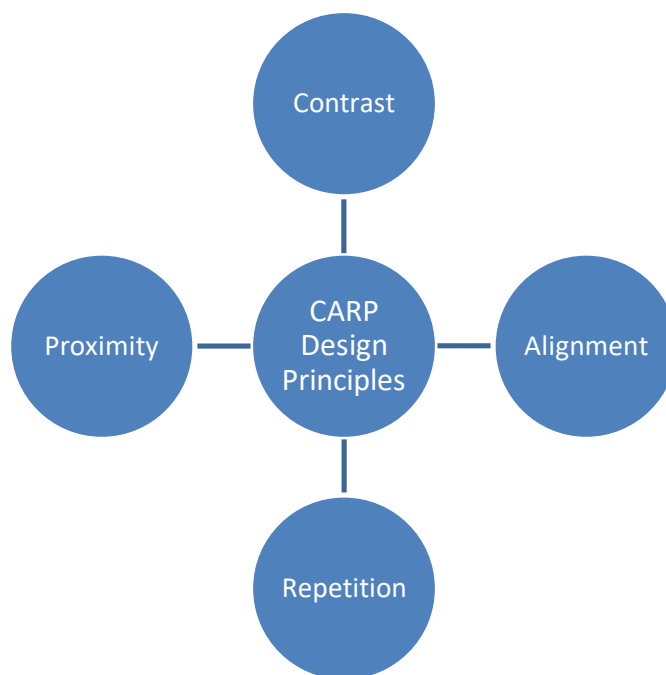 Contrast
Proximity
CARP
Design
Principles
Alignment
Repetition